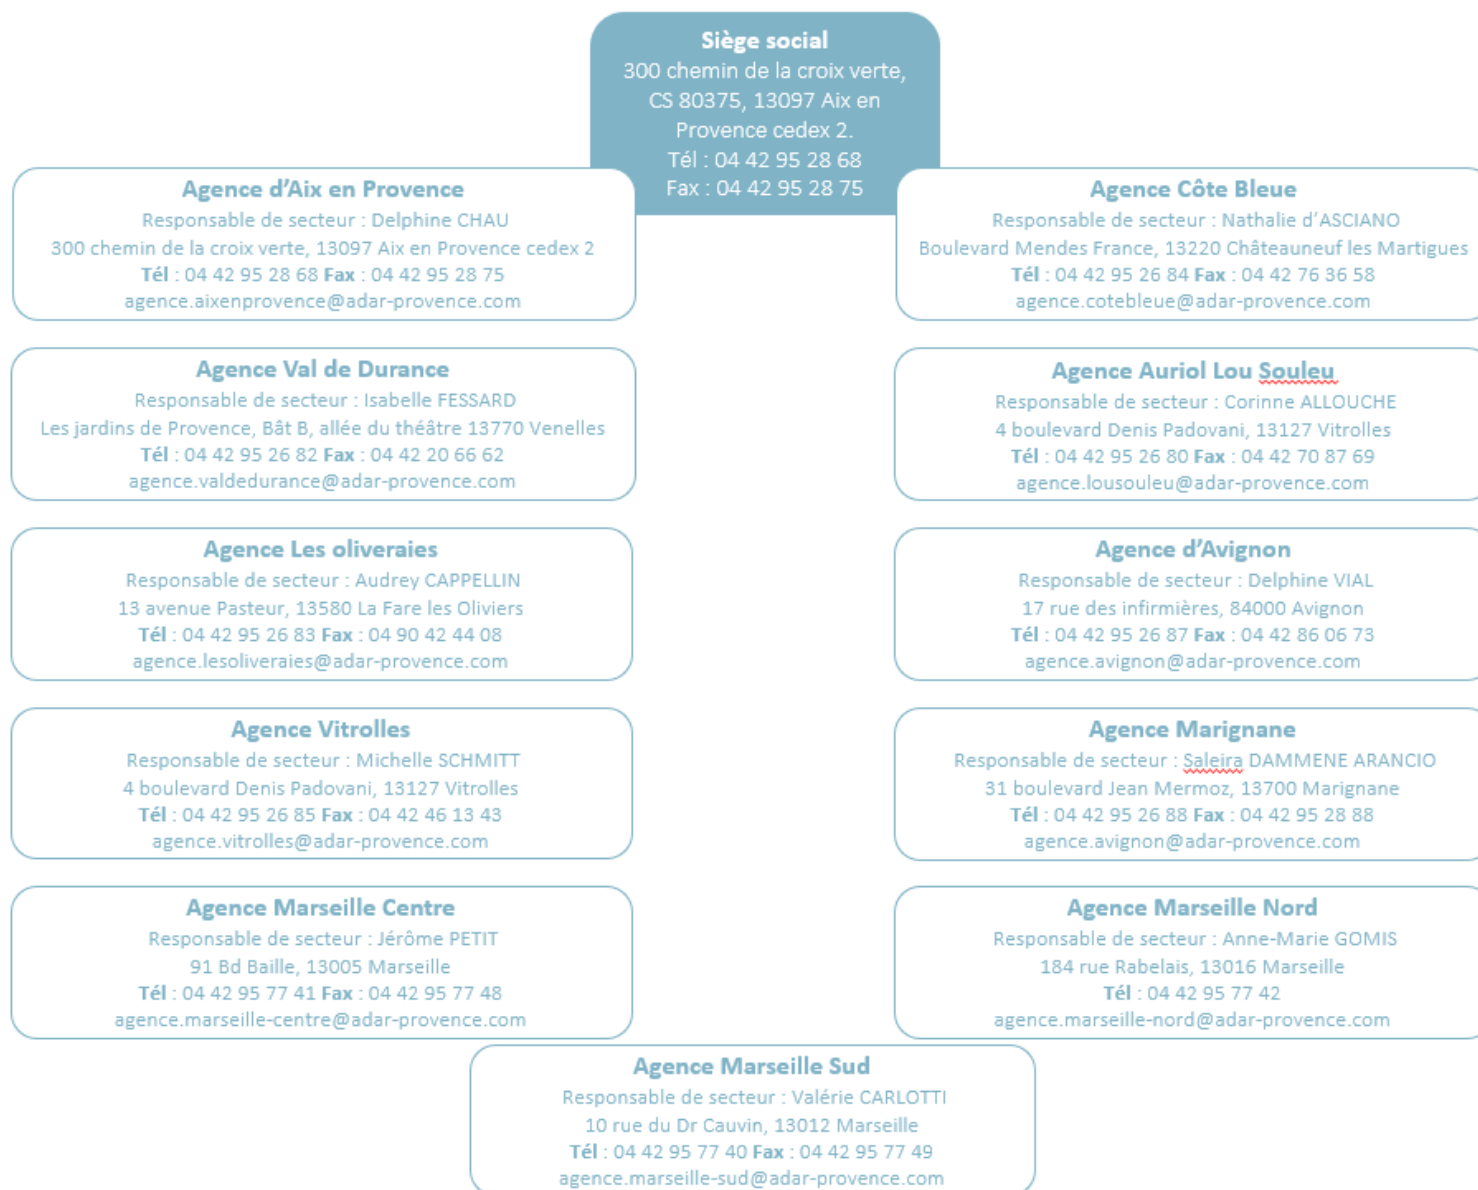 Siège social
300 chemin de la croix verte,
CS 80375, 13097 Aix en
Provence cedex 2.
Tél : 04 42 95 28 68
Fax : 04 42 95 28 75
Agence d’Aix en Provence
Responsable de secteur : Delphine CHAU
300 chemin de la croix verte, 13097 Aix en Provence cedex 2
Tél : 04 42 95 28 68 Fax : 04 42 95 28 75
agence.aixenprovence@adar-provence.com
Agence Côte Bleue
Responsable de secteur : Nathalie d’ASCIANO
Boulevard Mendes France, 13220 Châteauneuf les Martigues
Tél : 04 42 95 26 84 Fax : 04 42 76 36 58
agence.cotebleue@adar-provence.com
Agence Val de Durance
Responsable de secteur : Isabelle FESSARD
Les jardins de Provence, Bât B, allée du théâtre 13770 Venelles
Tél : 04 42 95 26 82 Fax : 04 42 20 66 62
agence.valdedurance@adar-provence.com
Agence Auriol Lou Souleu
Responsable de secteur : Corinne ALLOUCHE
4 boulevard Denis Padovani, 13127 Vitrolles
Tél : 04 42 95 26 80 Fax : 04 42 70 87 69
agence.lousouleu@adar-provence.com
Agence Les oliveraies
Responsable de secteur : Audrey CAPPELLIN
13 avenue Pasteur, 13580 La Fare les Oliviers
Tél : 04 42 95 26 83 Fax : 04 90 42 44 08
agence.lesoliveraies@adar-provence.com
Agence d’Avignon
Responsable de secteur : Delphine VIAL
17 rue des infirmières, 84000 Avignon
Tél : 04 42 95 26 87 Fax : 04 42 86 06 73
agence.avignon@adar-provence.com
Agence Vitrolles
Responsable de secteur : Michelle SCHMITT
4 boulevard Denis Padovani, 13127 Vitrolles
Tél : 04 42 95 26 85 Fax : 04 42 46 13 43
agence.vitrolles@adar-provence.com
Agence Marignane
Responsable de secteur : Saleira DAMMENE ARANCIO
31 boulevard Jean Mermoz, 13700 Marignane
Tél : 04 42 95 26 88 Fax : 04 42 95 28 88
agence.avignon@adar-provence.com
Agence Marseille Centre
Responsable de secteur : Jérôme PETIT
91 Bd Baille, 13005 Marseille
Tél : 04 42 95 77 41 Fax : 04 42 95 77 48
agence.marseille-centre@adar-provence.com
Agence Marseille Nord
Responsable de secteur : Anne-Marie GOMIS
184 rue Rabelais, 13016 Marseille
Tél : 04 42 95 77 42
agence.marseille-nord@adar-provence.com
Agence Marseille Sud
Responsable de secteur : Valérie CARLOTTI
10 rue du Dr Cauvin, 13012 Marseille
Tél : 04 42 95 77 40 Fax : 04 42 95 77 49
agence.marseille-sud@adar-provence.com